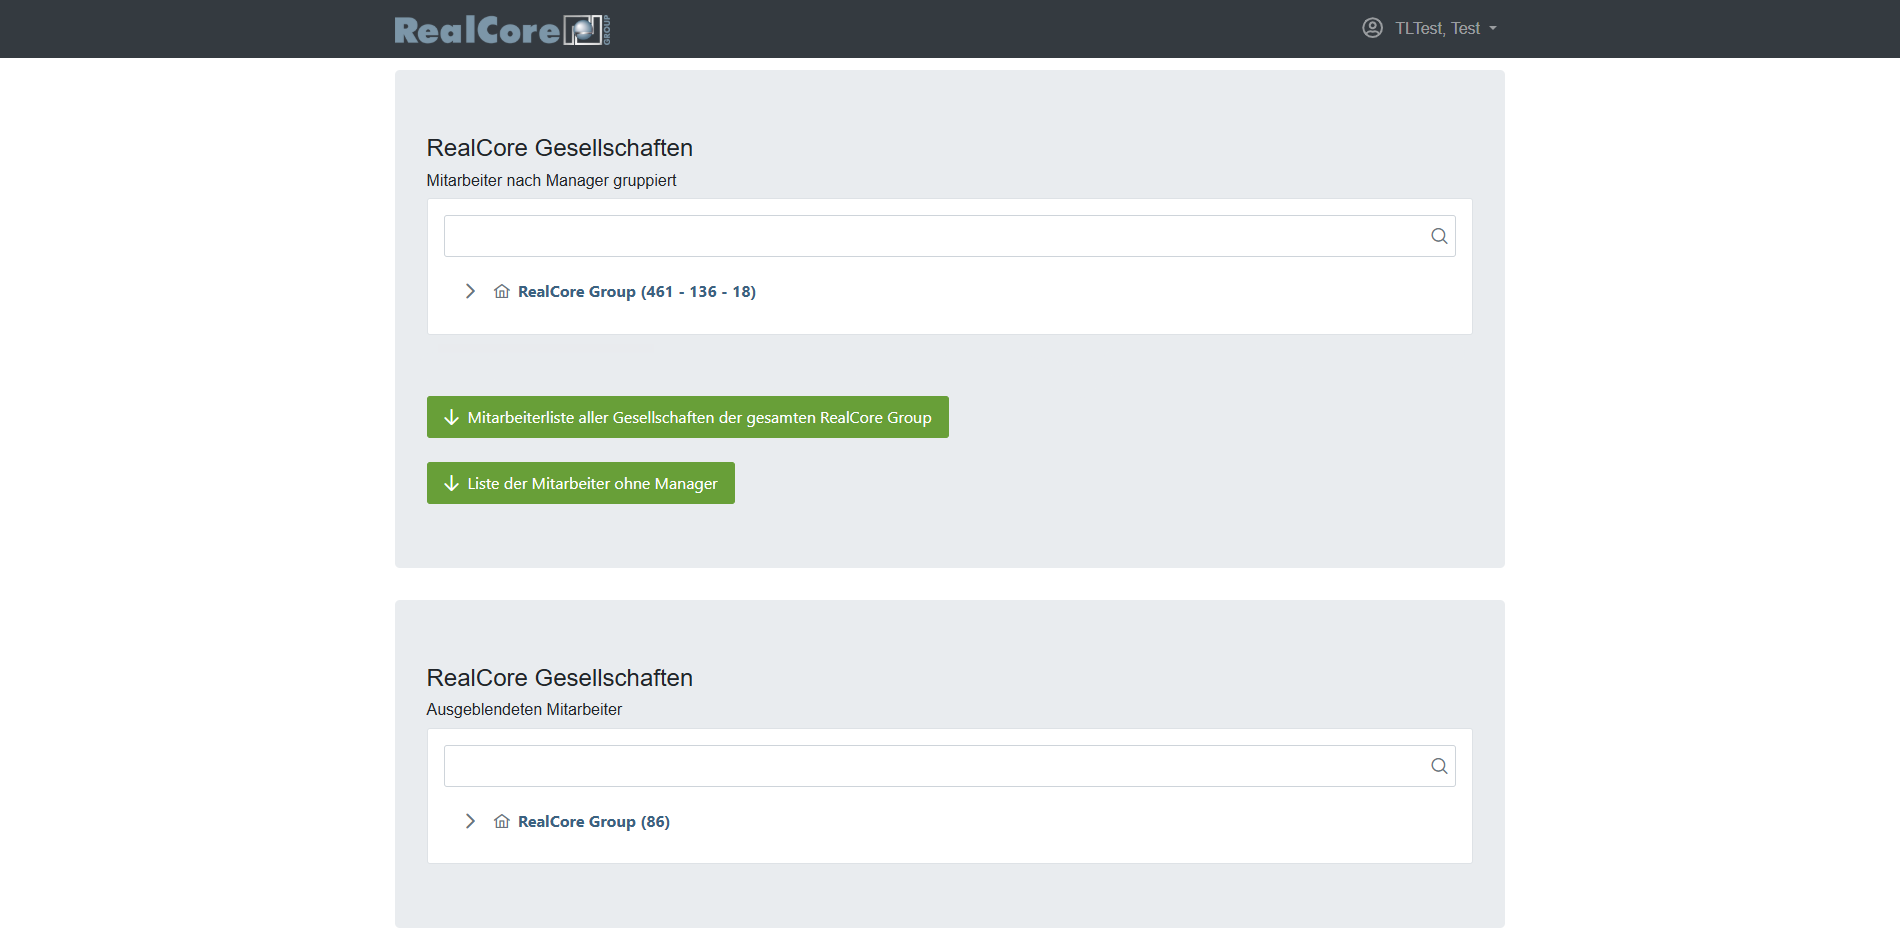 RealCore GROUP
TLTest, Test
RealCore Gesellschaften
Mitarbeiter nach Manager gruppiert
RealCore Group (461 - 136 - 18)
Mitarbeiterliste aller Gesellschaften der gesamten RealCore Group
Liste der Mitarbeiter ohne Manager
RealCore Gesellschaften
Ausgeblendeten Mitarbeiter
RealCore Group (86)